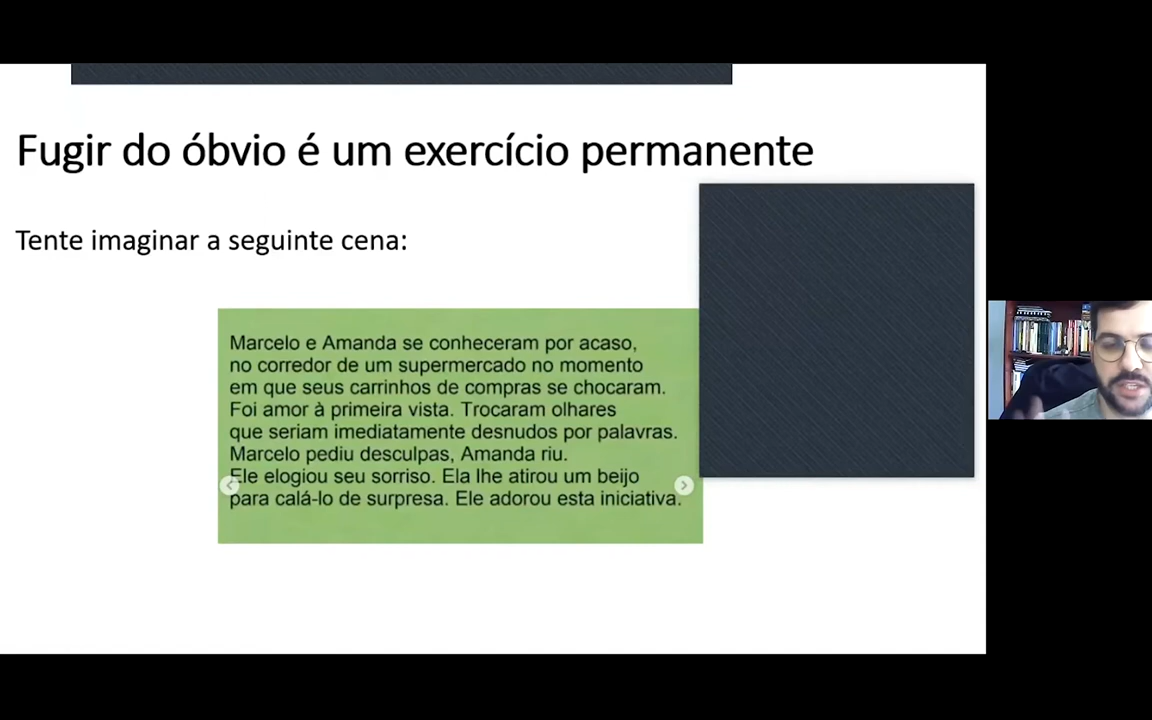 Fugir do óbvio é um exercício permanente
Tente imaginar a seguinte cena:
Marcelo e Amanda se conheceram por acaso,
no corredor de um supermercado no momento
em que seus carrinhos de compras se chocaram.
Foi amor à primeira vista. Trocaram olhares
que seriam imediatamente desnudos por palavras.
Marcelo pediu desculpas, Amanda riu.
Ele elogiou seu sorriso. Ela lhe atirou um beijo
para calá-lo de surpresa. Ele adorou esta iniciativa.